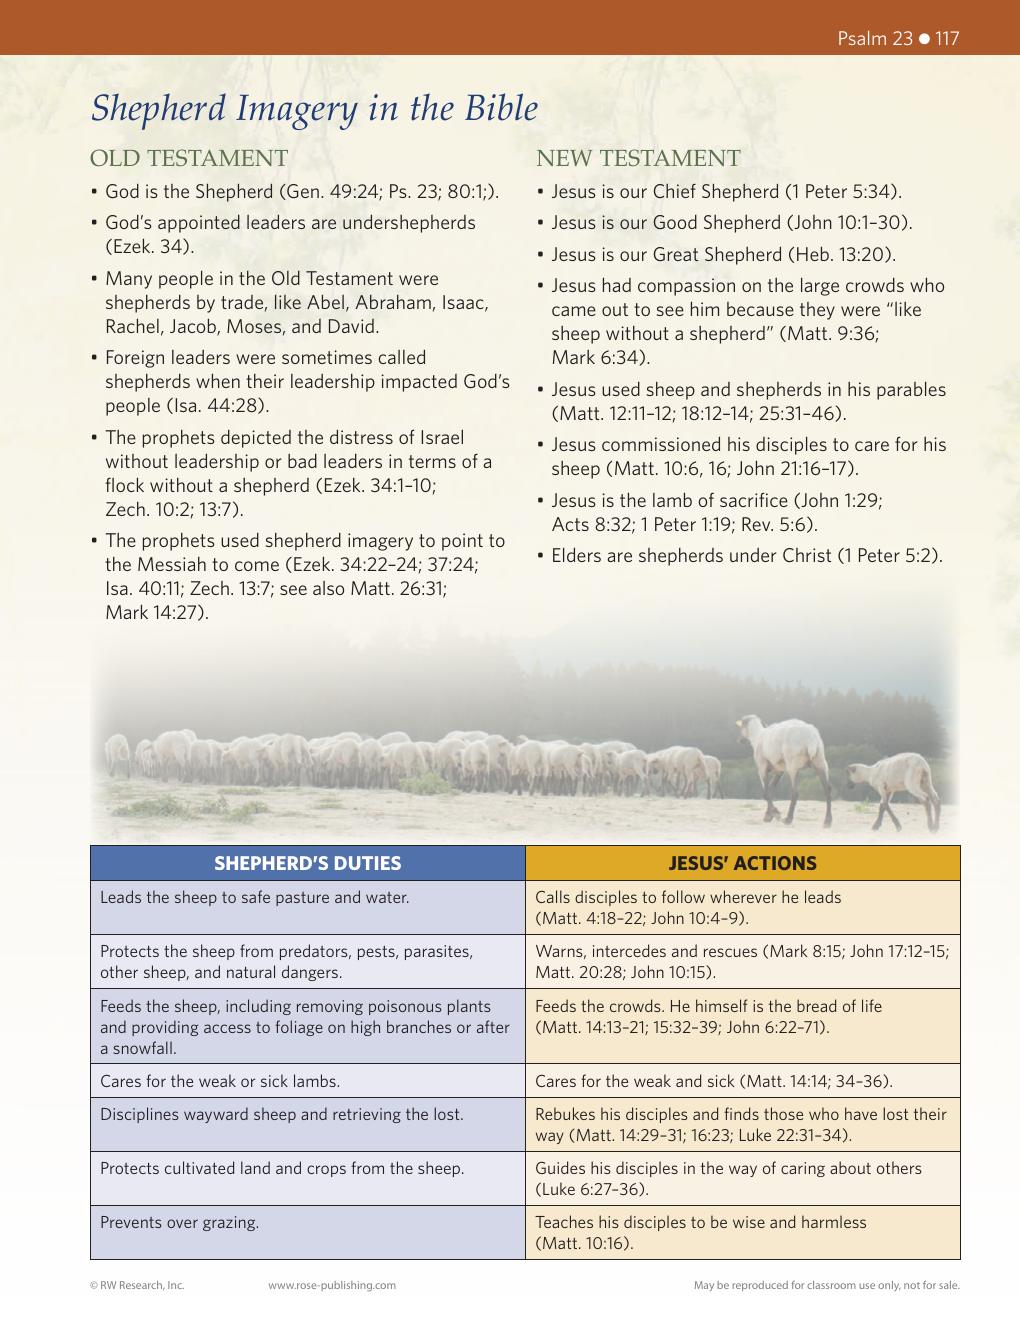 Psalm 23 ● 117
Shepherd Imagery in the Bible
OLD TESTAMENT
• God is the Shepherd (Gen. 49:24; Ps. 23; 80:1;).
• God’s appointed leaders are undershepherds
(Ezek. 34).
• Many people in the Old Testament were
shepherds by trade, like Abel, Abraham, Isaac,
Rachel, Jacob, Moses, and David.
• Foreign leaders were sometimes called
shepherds when their leadership impacted God’s
people (Isa. 44:28).
• The prophets depicted the distress of Israel
without leadership or bad leaders in terms of a
flock without a shepherd (Ezek. 34:1–10;
Zech. 10:2; 13:7).
• The prophets used shepherd imagery to point to
the Messiah to come (Ezek. 34:22–24; 37:24;
Isa. 40:11; Zech. 13:7; see also Matt. 26:31;
Mark 14:27).
NEW TESTAMENT
• Jesus is our Chief Shepherd (1 Peter 5:34).
• Jesus is our Good Shepherd (John 10:1–30).
• Jesus is our Great Shepherd (Heb. 13:20).
• Jesus had compassion on the large crowds who
came out to see him because they were “like
sheep without a shepherd” (Matt. 9:36;
Mark 6:34).
• Jesus used sheep and shepherds in his parables
(Matt. 12:11–12; 18:12–14; 25:31–46).
• Jesus commissioned his disciples to care for his
sheep (Matt. 10:6, 16; John 21:16–17).
• Jesus is the lamb of sacrifice (John 1:29;
Acts 8:32; 1 Peter 1:19; Rev. 5:6).
• Elders are shepherds under Christ (1 Peter 5:2).
SHEPHERD’S DUTIES
JESUS’ ACTIONS
Leads the sheep to safe pasture and water.
Calls disciples to follow wherever he leads
(Matt. 4:18–22; John 10:4–9).
Protects the sheep from predators, pests, parasites,
other sheep, and natural dangers.
Warns, intercedes and rescues (Mark 8:15; John 17:12–15;
Matt. 20:28; John 10:15).
Feeds the sheep, including removing poisonous plants
and providing access to foliage on high branches or after
a snowfall.
Feeds the crowds. He himself is the bread of life
(Matt. 14:13–21; 15:32–39; John 6:22–71).
Cares for the weak or sick lambs.
Cares for the weak and sick (Matt. 14:14; 34–36).
Disciplines wayward sheep and retrieving the lost.
Rebukes his disciples and finds those who have lost their
way (Matt. 14:29–31; 16:23; Luke 22:31–34).
Protects cultivated land and crops from the sheep.
Guides his disciples in the way of caring about others
(Luke 6:27–36).
Prevents over grazing.
Teaches his disciples to be wise and harmless
(Matt. 10:16).
© RW Research, Inc.
www.rose-publishing.com
May be reproduced for classroom use only, not for sale.